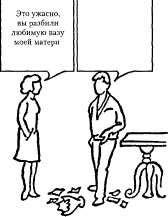 Это ужасно,
вы разбили
любимую вазу
моей матери